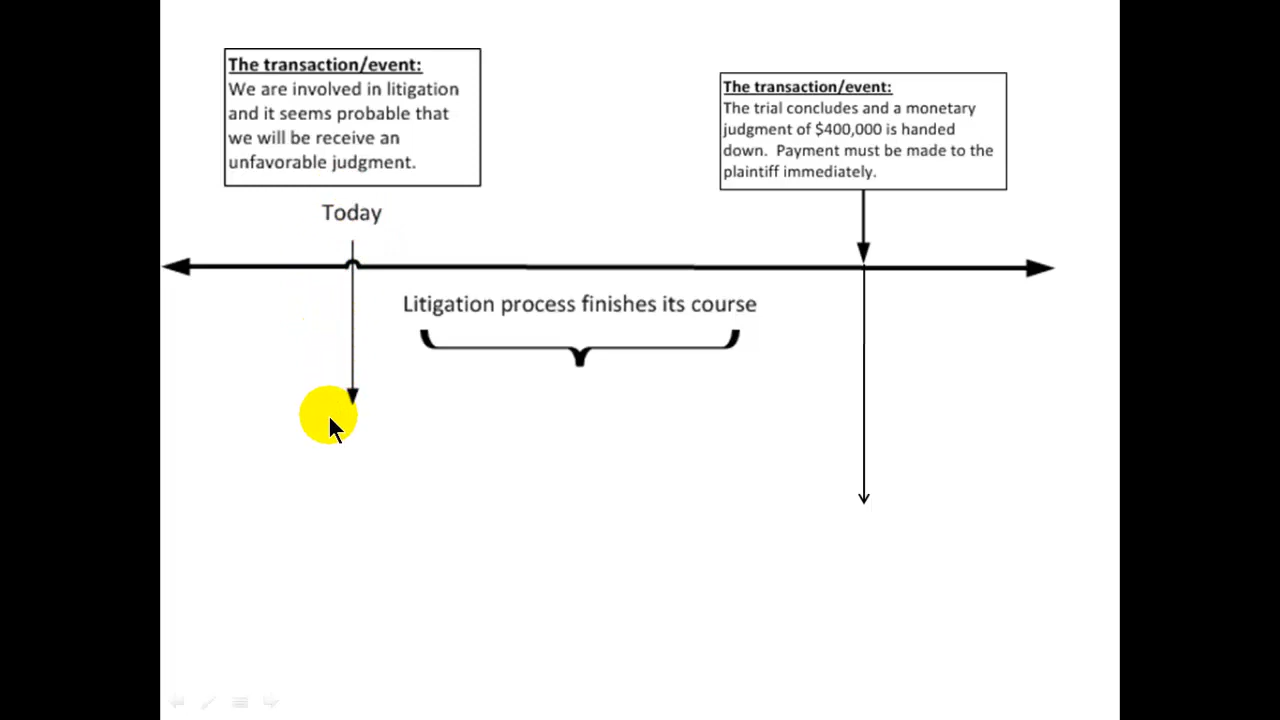 The transaction/event:
We are involved in litigation
and it seems probable that
we will be receive an
unfavorable judgment.
The transaction/event:
The trial concludes and a monetary
judgment of $400,000 is handed
down. Payment must be made to the
plaintiff immediately.
Today
Litigation process finishes its course